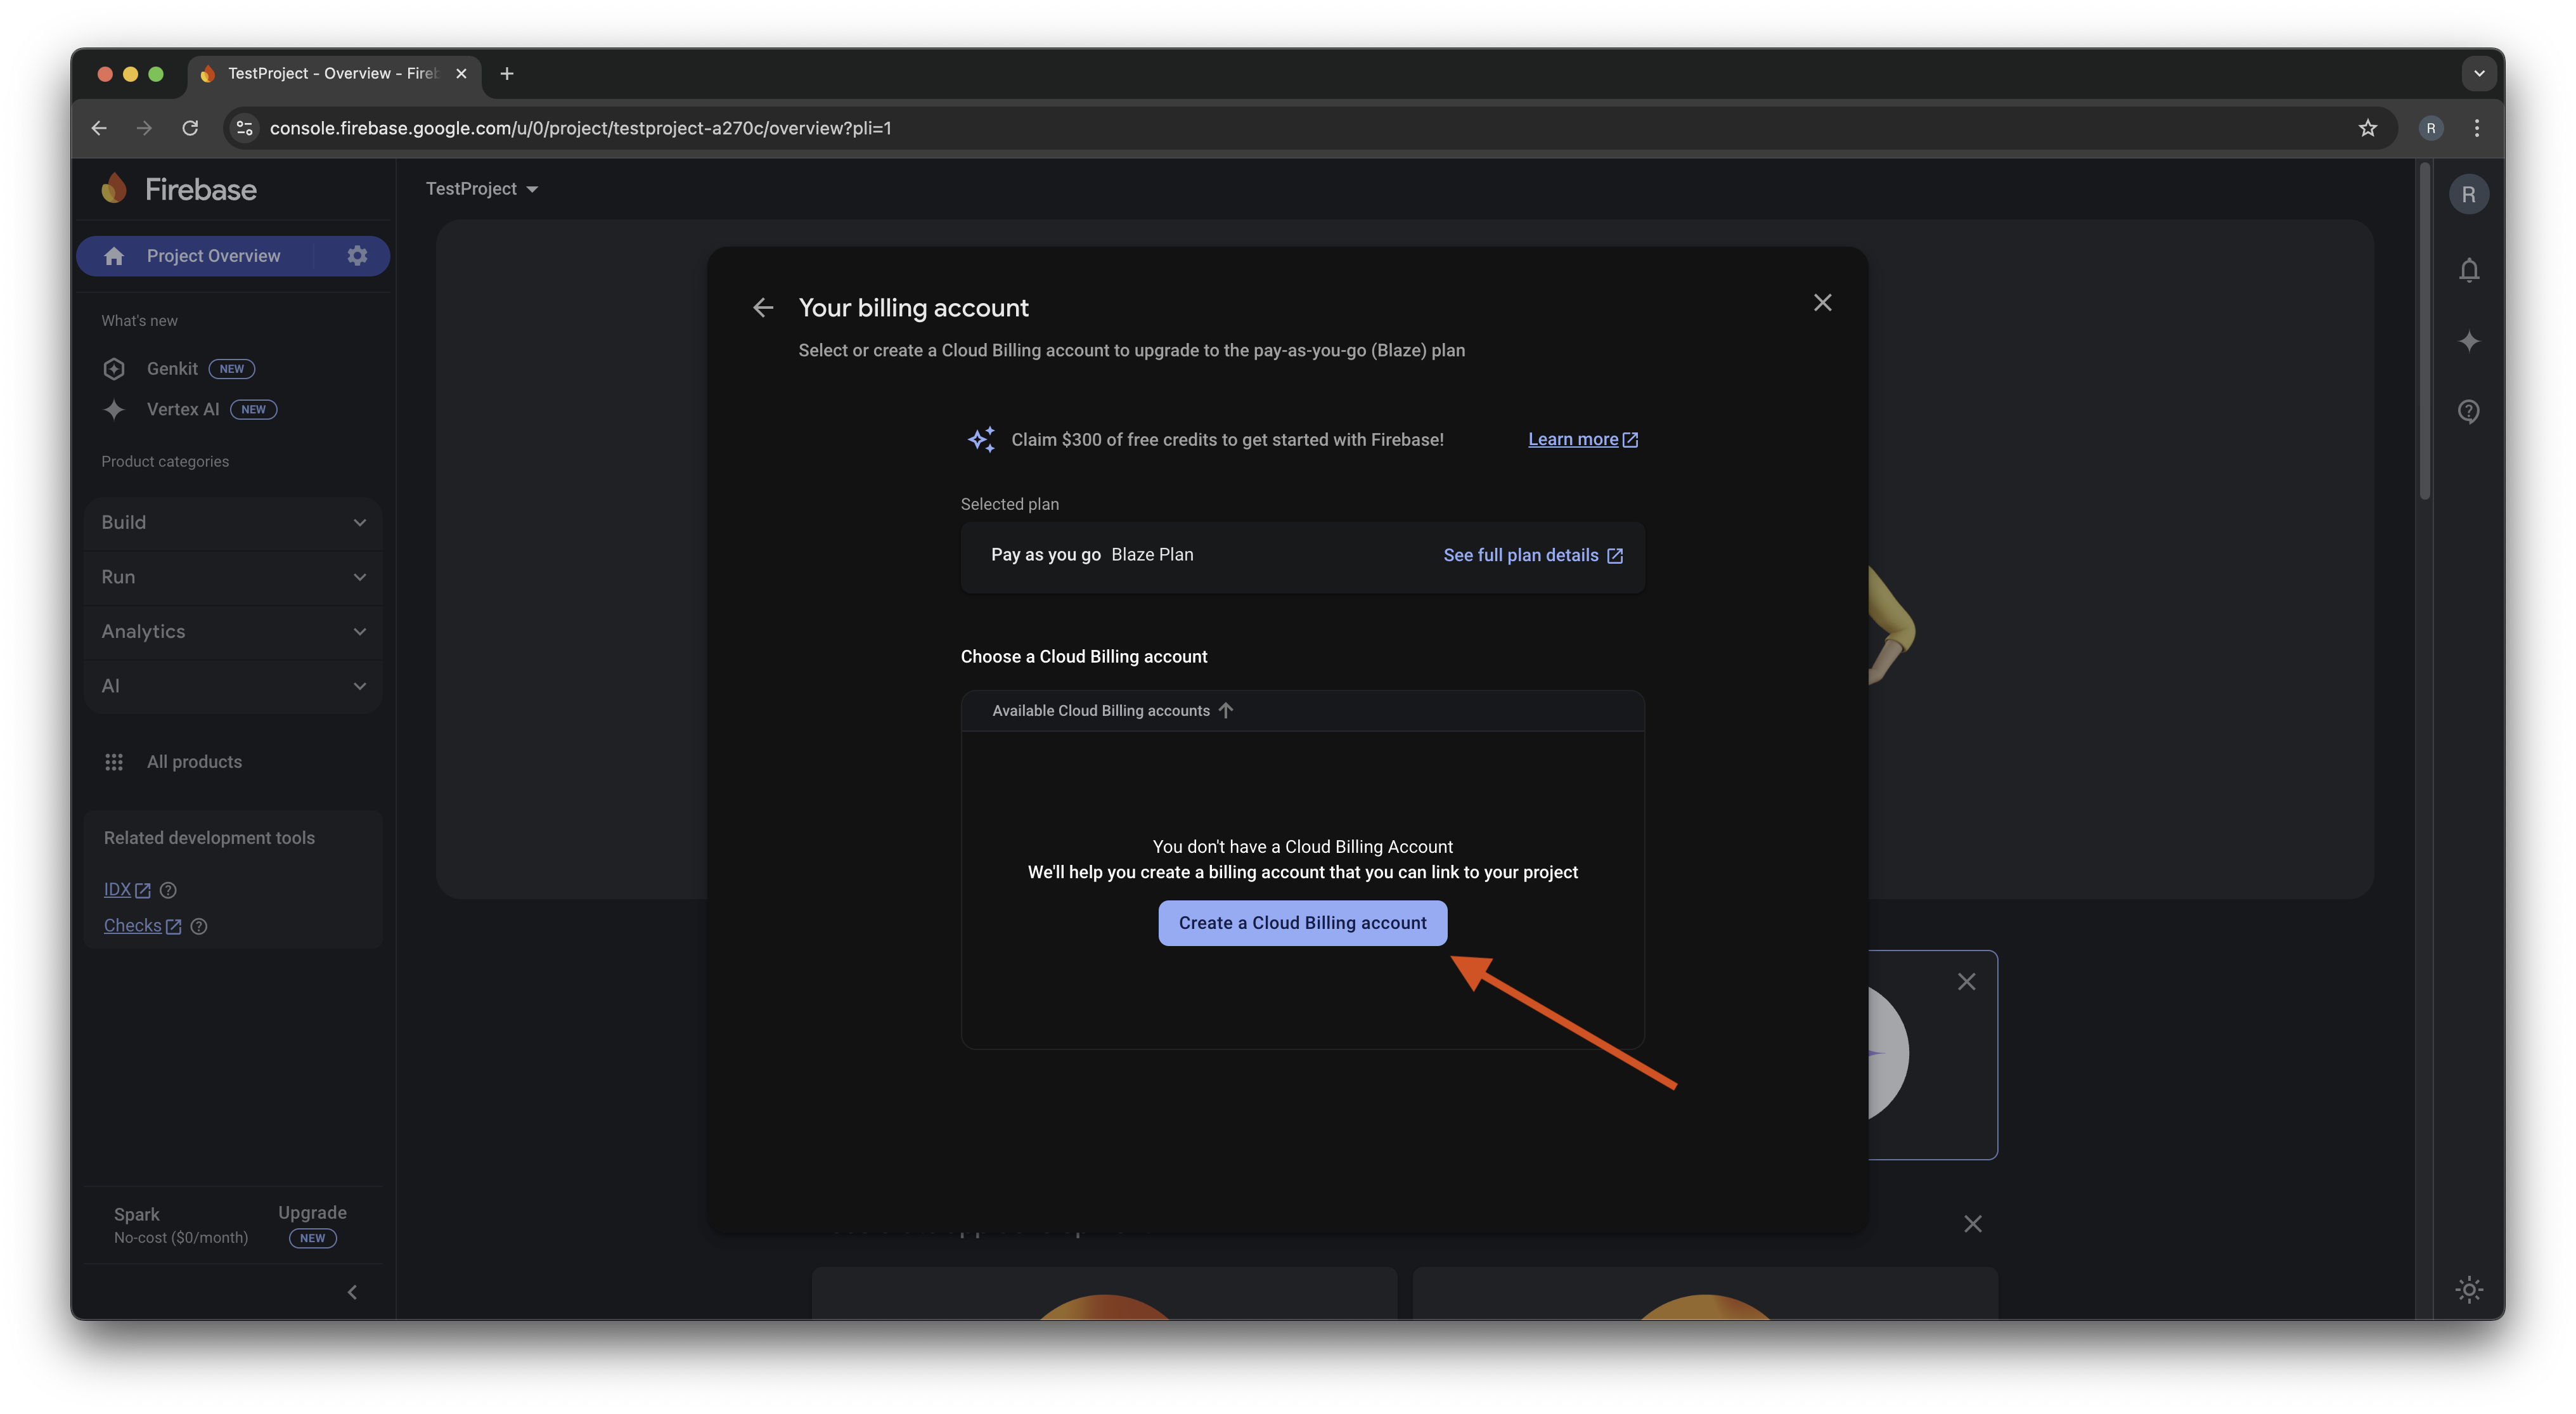 TestProject - Overview - Fireb
console.firebase.google.com/u/0/project/testproject-a270c/overview?pli=1
R
Firebase
Project Overview
What's new
Genkit NEW
Vertex AI NEW
Product categories
Build
Run
Analytics
AI
All products
Related development tools
IDX
Checks
Spark
No-cost ($0/month)
Upgrade
NEW
TestProject
Your billing account
Select or create a Cloud Billing account to upgrade to the pay-as-you-go (Blaze) plan
Claim $300 of free credits to get started with Firebase! Learn more
Selected plan
Pay as you go Blaze Plan See full plan details
Choose a Cloud Billing account
Available Cloud Billing accounts
You don't have a Cloud Billing Account
We'll help you create a billing account that you can link to your project
Create a Cloud Billing account
R